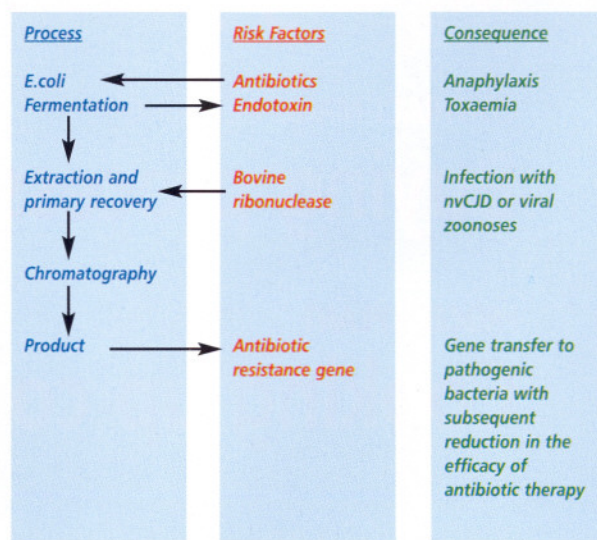 Process
E.coli
Fermentation
Extraction and
primary recovery
Chromatography
Product
Risk Factors
Antibiotics
Endotoxin
Bovine
ribonuclease
Antibiotic
resistance gene
Consequence
Anaphylaxis
Toxaemia
Infection with
nvCJD or viral
zoonoses
Gene transfer to
pathogenic
bacteria with
subsequent
reduction in the
efficacy of
antibiotic therapy